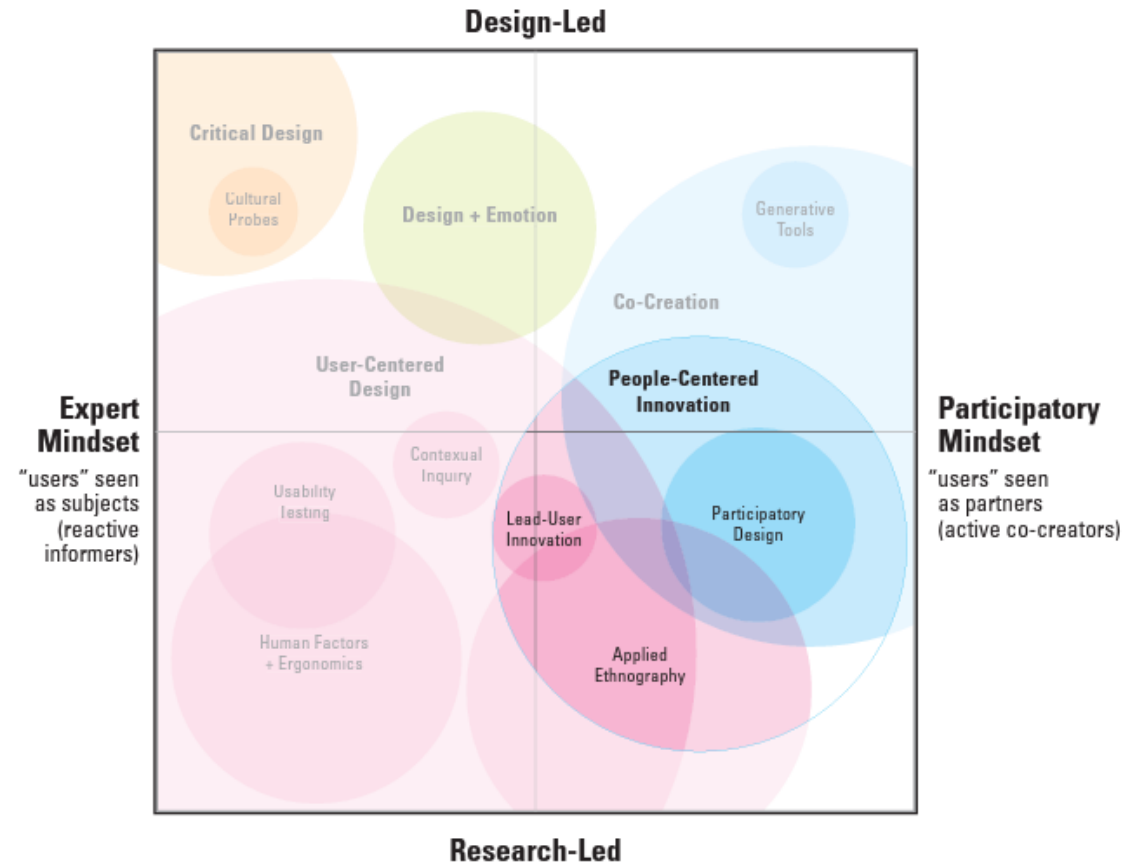 Design-Led
Critical Design
Cultural
Probes
Design + Emotion
Generative
Tools
Co-Creation
User-Centered
Design
People-Centered
Innovation
Expert
Mindset
“users” seen
as subjects
(reactive
informers)
Participatory
Mindset
“users” seen
as partners
(active co-creators)
Contexual
Inquiry
Usability
Testing
Lead-User
Innovation
Participatory
Design
Human Factors
+ Ergonomics
Applied
Ethnography
Research-Led